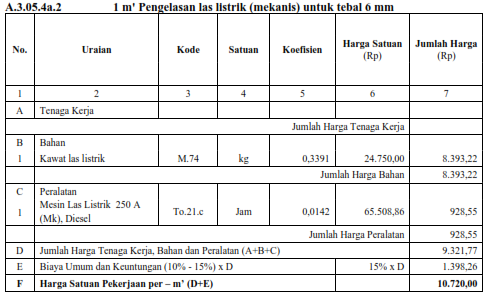 A.3.05.4a.2 1 m' Pengelasan las listrik (mekanis) untuk tebal 6 mm
No. Uraian Kode Satuan Koefisien Harga Satuan (Rp) Jumlah Harga (Rp)
1 2 3 4 5 6 7
A Tenaga Kerja
Jumlah Harga Tenaga Kerja
B Bahan
1 Kawat las listrik M.74 kg 0,3391 24.750,00 8.393,22
Jumlah Harga Bahan 8.393,22
C Peralatan
1 Mesin Las Listrik 250 A (Mk), Diesel To.21.c Jam 0,0142 65.508,86 928,55
Jumlah Harga Peralatan 928,55
D Jumlah Harga Tenaga Kerja, Bahan dan Peralatan (A+B+C) 9.321,77
E Biaya Umum dan Keuntungan (10% - 15%) x D 15% x D 1.398,26
F Harga Satuan Pekerjaan per – m’ (D+E) 10.720,00